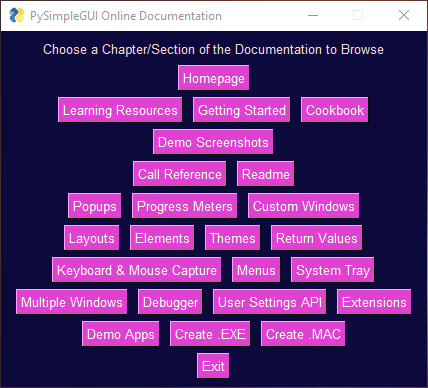 PySimpleGUI Online Documentation
Choose a Chapter/Section of the Documentation to Browse
Homepage
Learning Resources Getting Started Cookbook
Demo Screenshots
Call Reference Readme
Popups Progress Meters Custom Windows
Layouts Elements Themes Return Values
Keyboard & Mouse Capture Menus System Tray
Multiple Windows Debugger User Settings API Extensions
Demo Apps Create .EXE Create .MAC
Exit